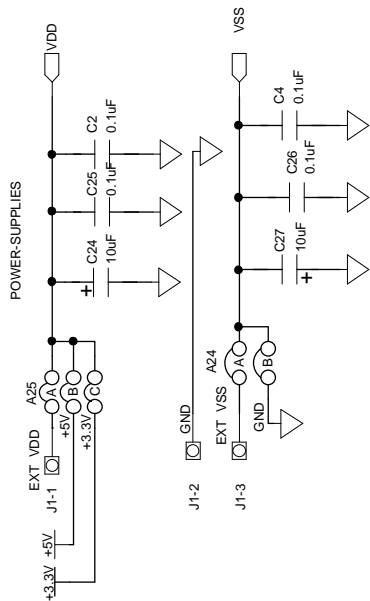 POWER-SUPPLIES
VDD
C2
0.1uF
C25
0.1uF
C24
10uF
+
A25
A
B
C
EXT VDD
+5V
+3.3V
J1-1
+5V
+3.3V
GND
J1-2
VSS
C4
0.1uF
C26
0.1uF
C27
10uF
+
A24
A
B
EXT VSS
GND
J1-3